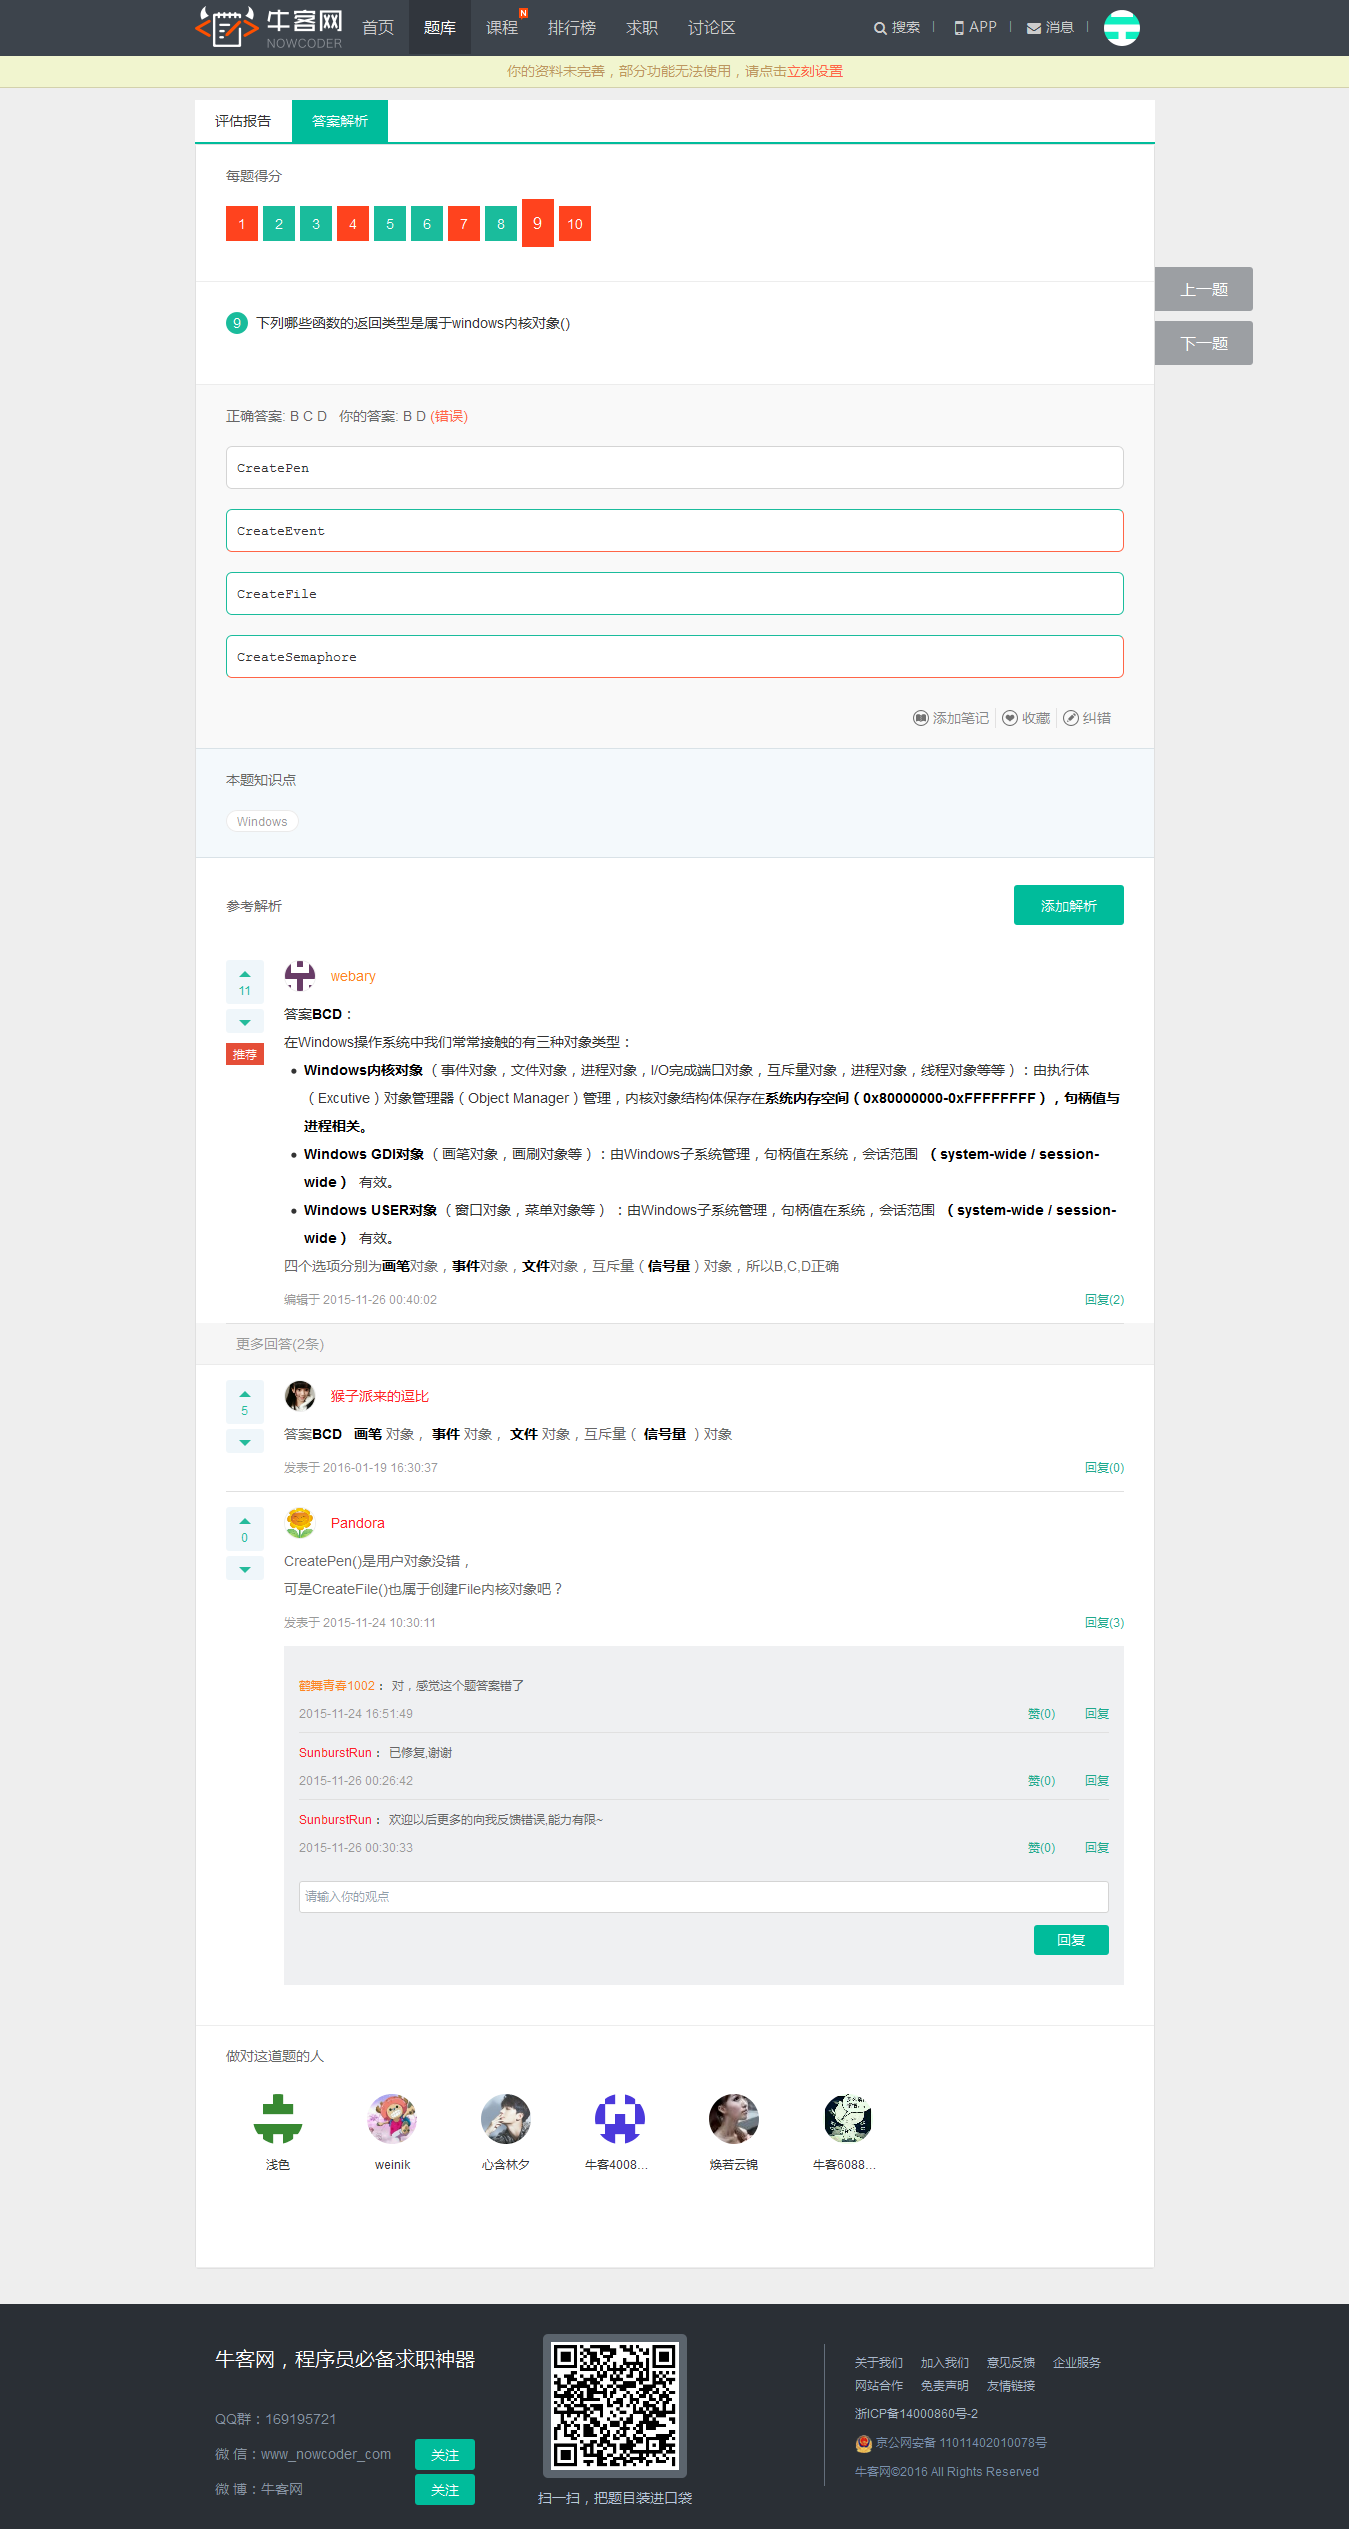 牛客网
NOWCODER
首页 题库 课程 N 排行榜 求职 讨论区 搜索 APP 消息
你的资料未完善，部分功能无法使用，请点击立刻设置
评估报告 答案解析
每题得分
1 2 3 4 5 6 7 8 9 10
上一题
下一题
9 下列哪些函数的返回类型是属于windows内核对象()
正确答案: B C D 你的答案: B D (错误)
CreatePen
CreateEvent
CreateFile
CreateSemaphore
添加笔记 收藏 纠错
本题知识点
Windows
参考解析 添加解析
11
推荐
webary
答案BCD：
在Windows操作系统中我们常常接触的有三种对象类型：
Windows内核对象（事件对象，文件对象，进程对象，I/O完成端口对象，互斥量对象，进程对象，线程对象等等）：由执行体
（Excutive）对象管理器（Object Manager）管理，内核对象结构体保存在系统内存空间（0x80000000-0xFFFFFFFF），句柄值与
进程相关。
Windows GDI对象（画笔对象，画刷对象等）：由Windows子系统管理，句柄值在系统，会话范围 （system-wide / session-
wide） 有效。
Windows USER对象（窗口对象，菜单对象等）：由Windows子系统管理，句柄值在系统，会话范围 （system-wide / session-
wide） 有效。
四个选项分别为画笔对象，事件对象，文件对象，互斥量（信号量）对象，所以B,C,D正确
编辑于 2015-11-26 00:40:02 回复(2)
更多回答(2条)
5
猴子派来的逗比
答案BCD 画笔 对象， 事件 对象， 文件 对象，互斥量（ 信号量 ）对象
发表于 2016-01-19 16:30:37 回复(0)
0
Pandora
CreatePen()是用户对象没错，
可是CreateFile()也属于创建File内核对象吧？
发表于 2015-11-24 10:30:11 回复(3)
鹤舞青春1002： 对，感觉这个题答案错了
2015-11-24 16:51:49 赞(0) 回复
SunburstRun： 已修复,谢谢
2015-11-26 00:26:42 赞(0) 回复
SunburstRun： 欢迎以后更多的向我反馈错误,能力有限~
2015-11-26 00:30:33 赞(0) 回复
请输入你的观点
回复
做对这道题的人
浅色 weinik 心含林夕 牛客4008... 焕若云锦 牛客6088...
牛客网，程序员必备求职神器
QQ群：169195721
微 信：www_nowcoder_com 关注
微 博：牛客网 关注
扫一扫，把题目装进口袋
关于我们 加入我们 意见反馈 企业服务
网站合作 免责声明 友情链接
浙ICP备14000860号-2
京公网安备 11011402010078号
牛客网©2016 All Rights Reserved